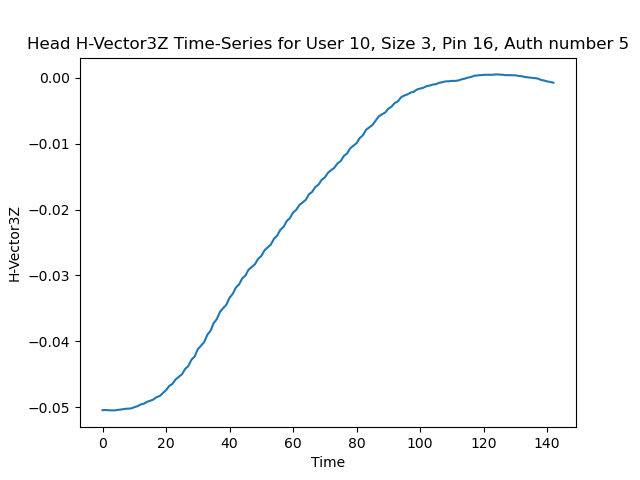 Head H-Vector3Z Time-Series for User 10, Size 3, Pin 16, Auth number 5
H-Vector3Z
0.00
−0.01
−0.02
−0.03
−0.04
−0.05
0 20 40 60 80 100 120 140
Time